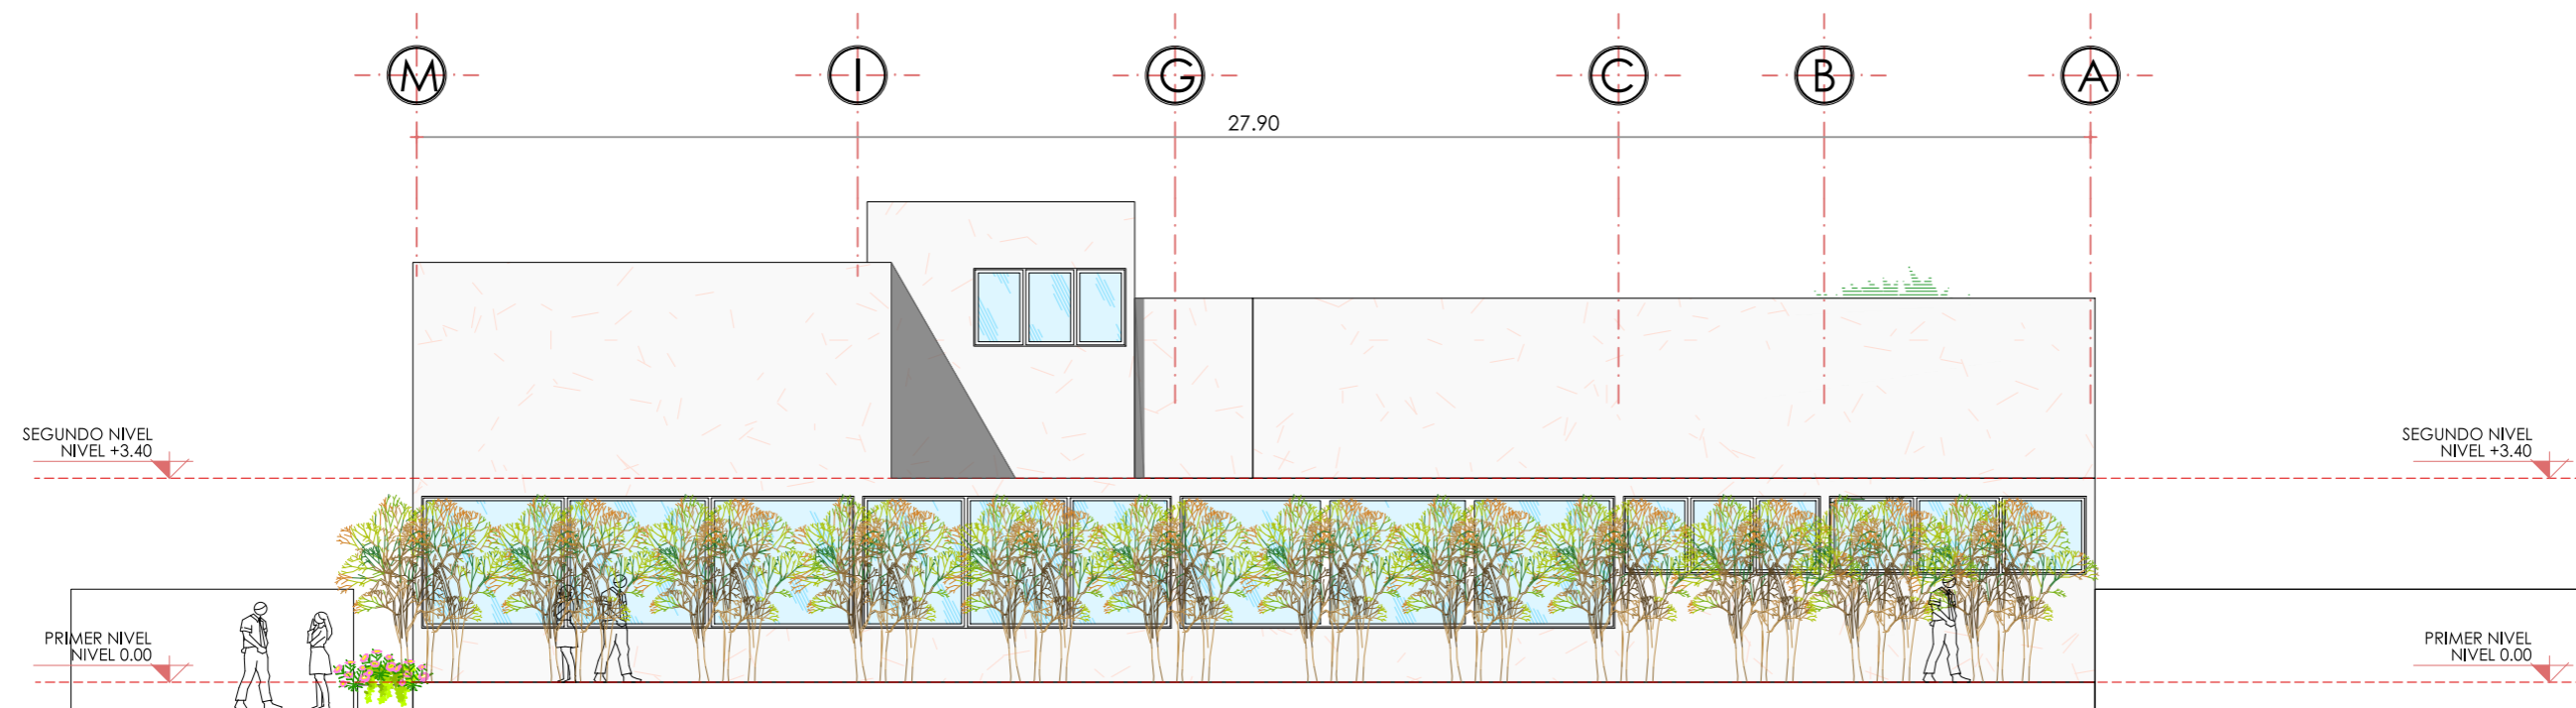 M
I
G
C
B
A
27.90
SEGUNDO NIVEL
NIVEL +3.40
SEGUNDO NIVEL
NIVEL +3.40
PRIMER NIVEL
NIVEL 0.00
PRIMER NIVEL
NIVEL 0.00